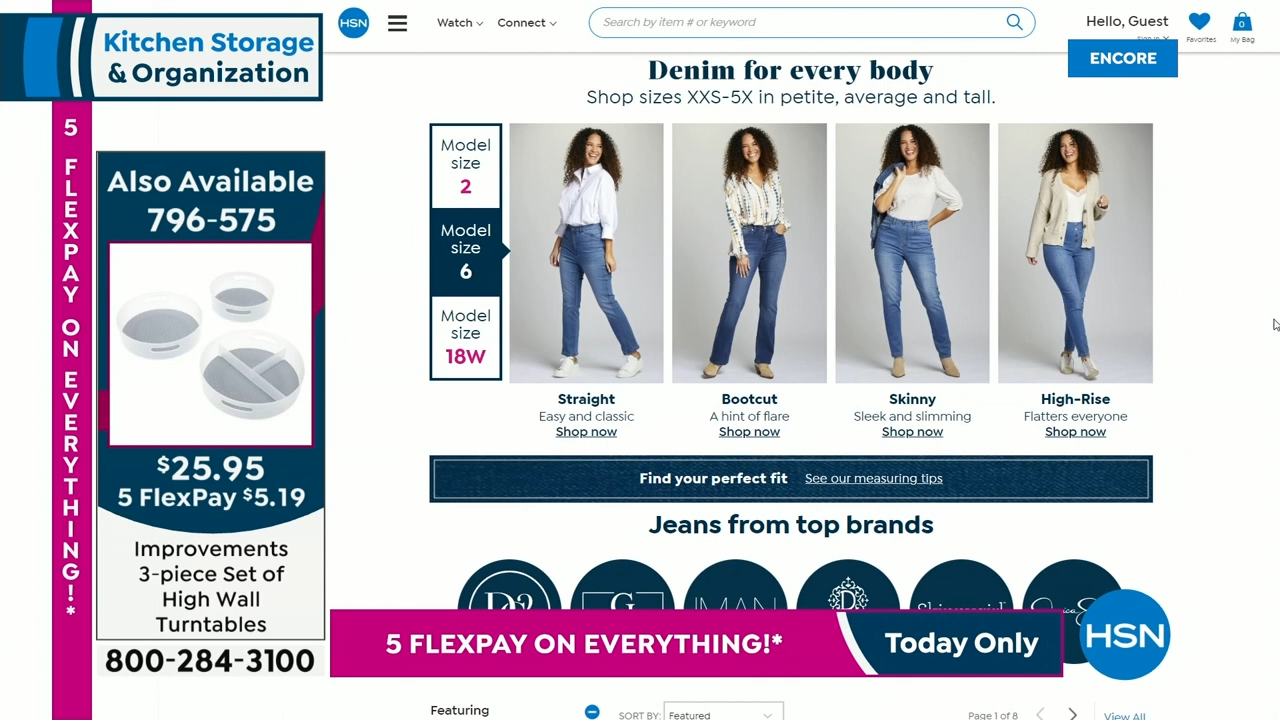 Kitchen Storage
& Organization
5 FLEXPAY ON EVERYTHING!*
Also Available
796-575
$25.95
5 FlexPay $5.19
Improvements
3-piece Set of
High Wall
Turntables
800-284-3100
HSN
Watch
Connect
Search by item # or keyword
Hello, Guest
Sign in
Favorites
0
My Bag
ENCORE
Denim for every body
Shop sizes XXS-5X in petite, average and tall.
Model
size
2
Model
size
6
Model
size
18W
Straight
Easy and classic
Shop now
Bootcut
A hint of flare
Shop now
Skinny
Sleek and slimming
Shop now
High-Rise
Flatters everyone
Shop now
Find your perfect fit See our measuring tips
Jeans from top brands
G
IMAN
D
5 FLEXPAY ON EVERYTHING!*
Today Only
HSN
Featuring
SORT BY: Featured
Page 1 of 8
View All